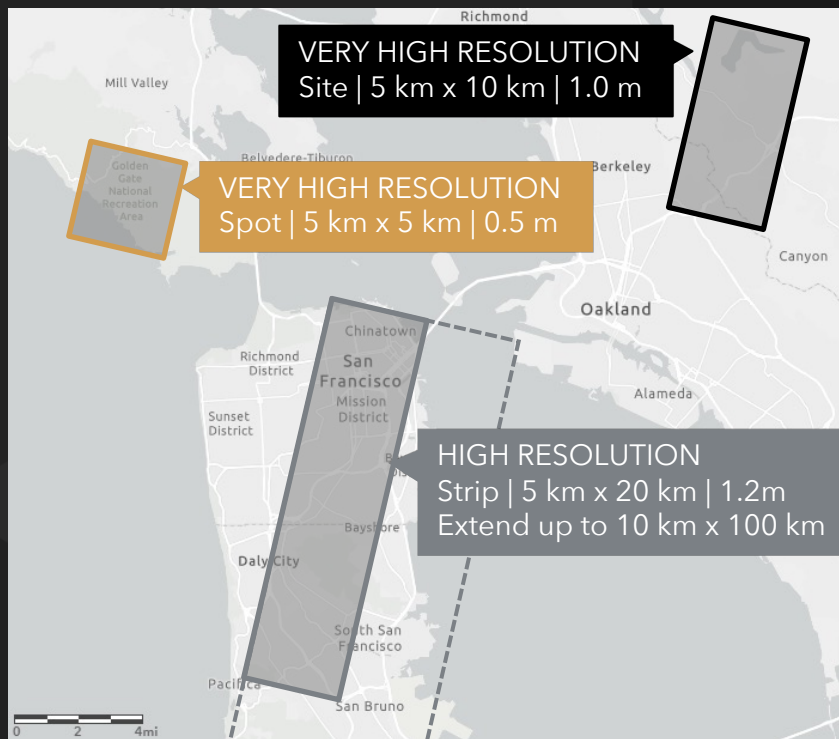 Richmond
VERY HIGH RESOLUTION
Site | 5 km x 10 km | 1.0 m
Mill Valley
Belvedere-Tiburon
Berkeley
Golden
Gate
National
Recreation
Area
VERY HIGH RESOLUTION
Spot | 5 km x 5 km | 0.5 m
Canyon
Oakland
Chinatown
Richmond
District
San
Francisco
Mission
District
Alameda
Sunset
District
HIGH RESOLUTION
Strip | 5 km x 20 km | 1.2m
Extend up to 10 km x 100 km
Bayshore
Daly City
South San
Francisco
Pacifica
San Bruno
0 2 4mi